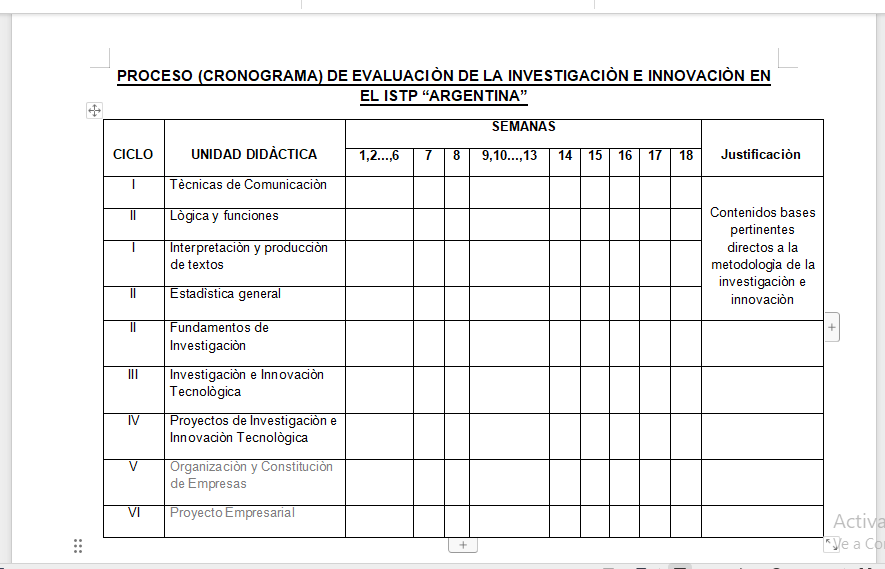 PROCESO (CRONOGRAMA) DE EVALUACIÒN DE LA INVESTIGACIÒN E INNOVACIÒN EN
EL ISTP “ARGENTINA”
SEMANAS
CICLO UNIDAD DIDÀCTICA 1,2...,6 7 8 9,10...,13 14 15 16 17 18 Justificaciòn
I Tècnicas de Comunicaciòn
II Lògica y funciones
I Interpretaciòn y producciòn
de textos
II Estadìstica general
Contenidos bases
pertinentes
directos a la
metodologìa de la
investigaciòn e
innovaciòn
II Fundamentos de
Investigaciòn
III Investigaciòn e Innovaciòn
Tecnològica
IV Proyectos de Investigaciòn e
Innovaciòn Tecnològica
V Organizaciòn y Constituciòn
de Empresas
VI Proyecto Empresarial
Activa
Ve a Co